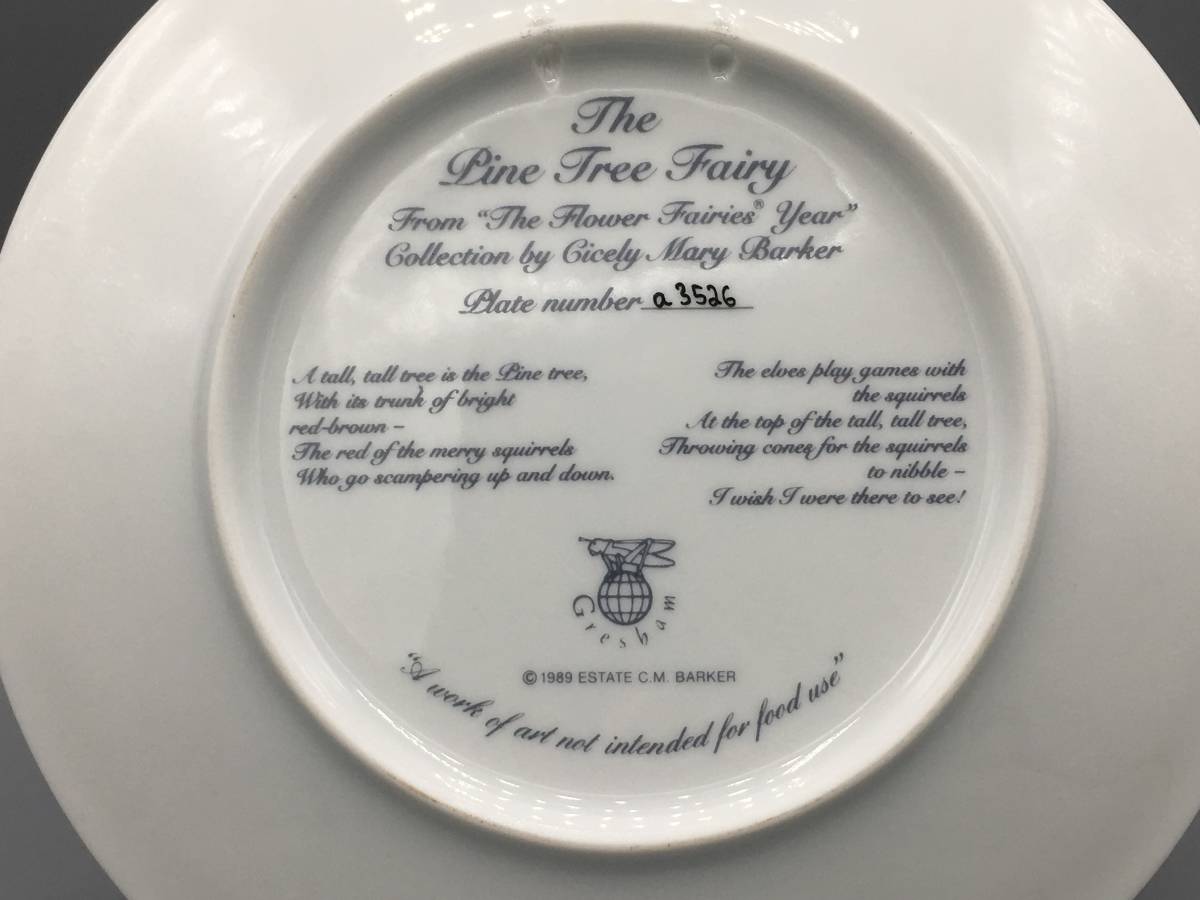 The
Pine Tree Fairy
From “The Flower Fairies® Year”
Collection by Cicely Mary Barker
Plate number a 3526
A tall, tall tree is the Pine tree,
With its trunk of bright
red-brown –
The red of the merry squirrels
Who go scampering up and down.
The elves play games with
the squirrels
At the top of the tall, tall tree,
Throwing cones for the squirrels
to nibble –
I wish I were there to see!
Gresham
© 1989 ESTATE C.M. BARKER
“A work of art not intended for food use”